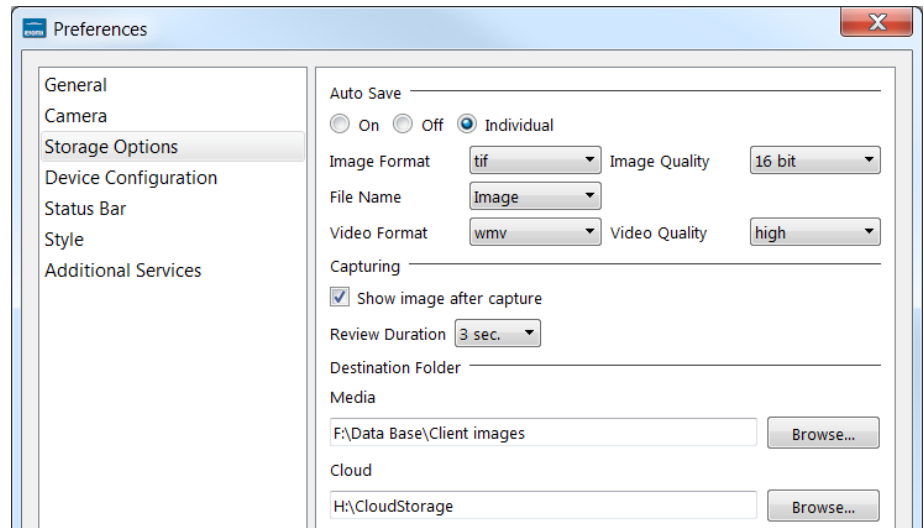 Preferences
General
Camera
Storage Options
Device Configuration
Status Bar
Style
Additional Services
Auto Save
On Off Individual
Image Format tif Image Quality 16 bit
File Name Image
Video Format wmv Video Quality high
Capturing
Show image after capture
Review Duration 3 sec.
Destination Folder
Media
F:\Data Base\Client images Browse...
Cloud
H:\CloudStorage Browse...